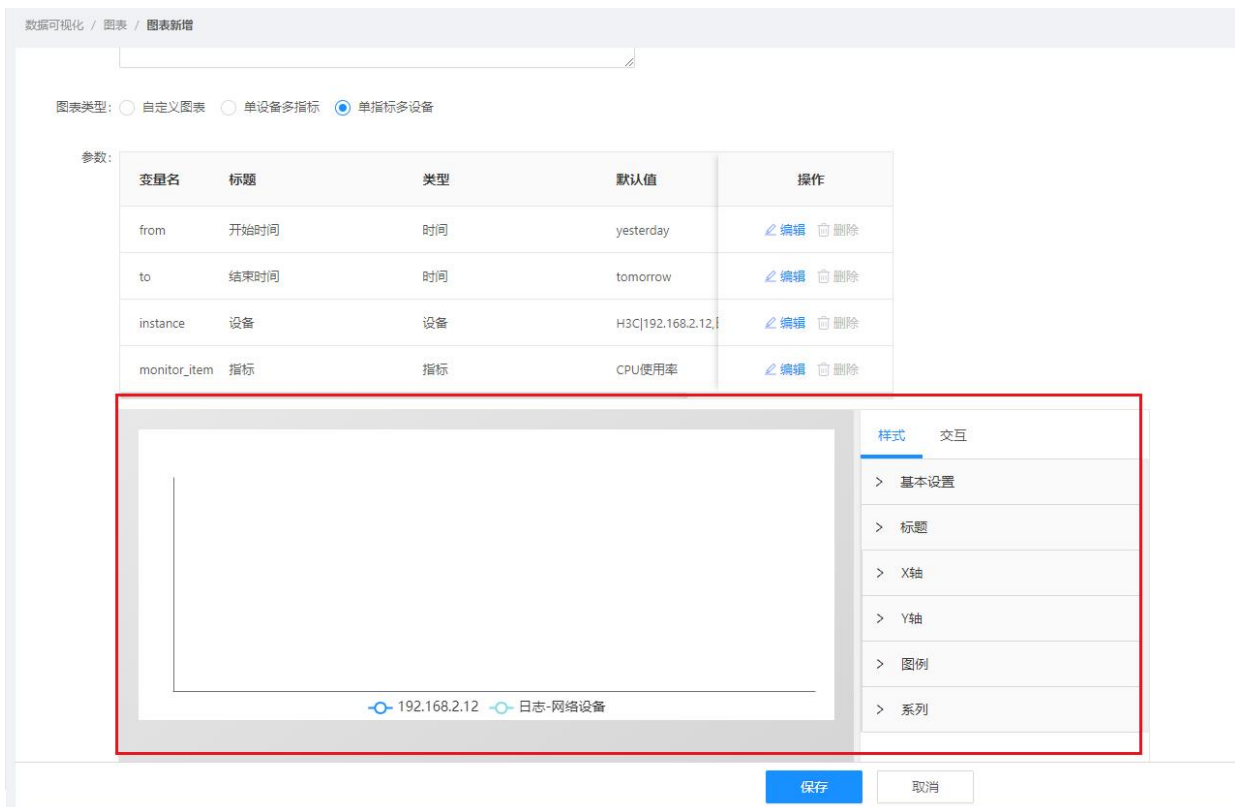 数据可视化 / 图表 / 图表新增
图表类型: 自定义图表 单设备多指标 单指标多设备
参数:
变量名 标题 类型 默认值 操作
from 开始时间 时间 yesterday 编辑 删除
to 结束时间 时间 tomorrow 编辑 删除
instance 设备 设备 H3C|192.168.2.12, 编辑 删除
monitor_item 指标 指标 CPU使用率 编辑 删除
样式 交互
> 基本设置
> 标题
> X轴
> Y轴
> 图例
> 系列
192.168.2.12 日志-网络设备
保存 取消